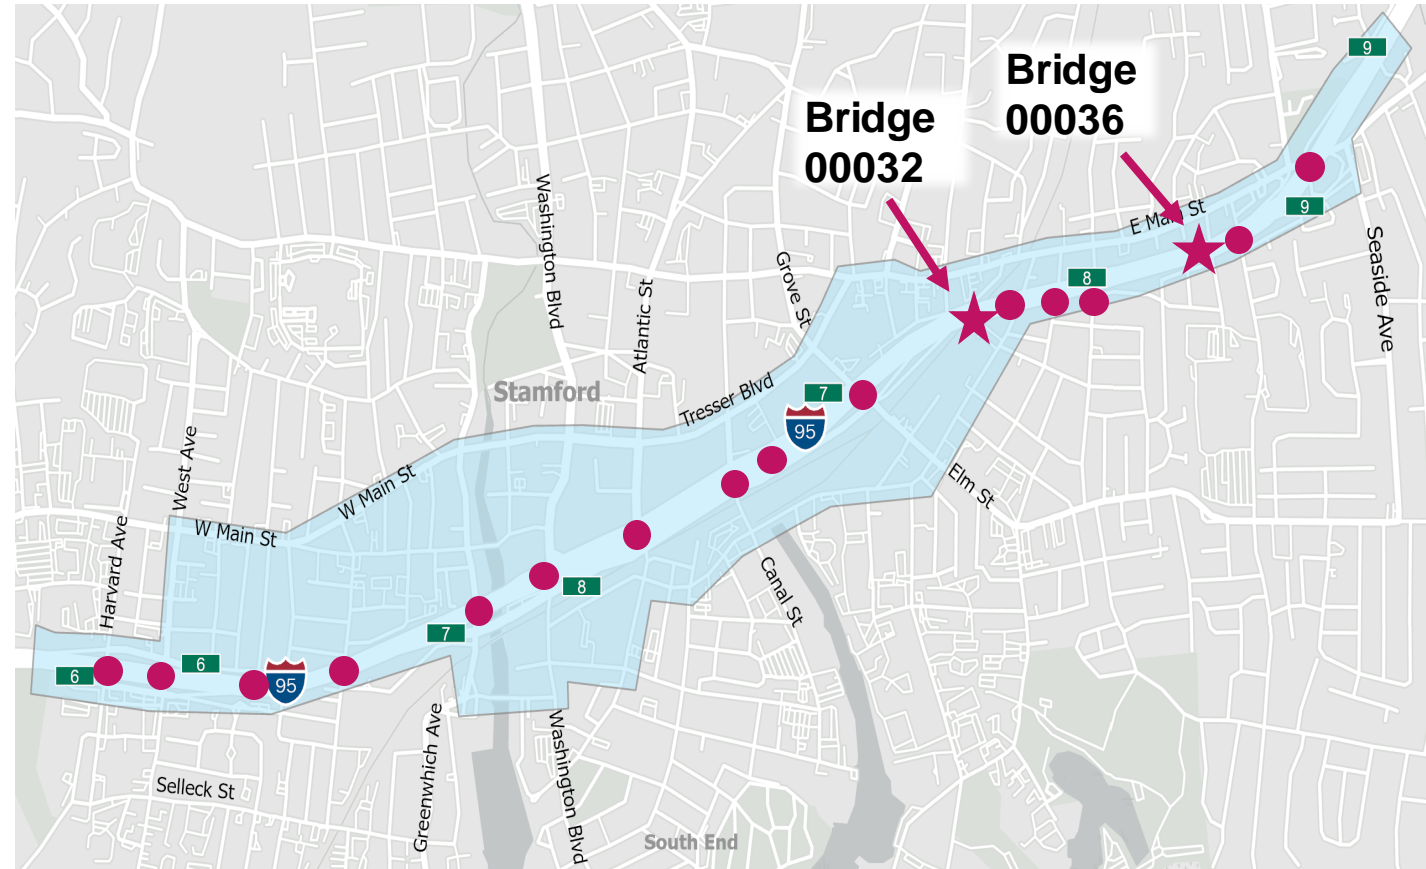 9
Bridge
00036
Bridge
00032
Washington Blvd
E Main St
9
Seaside Ave
Grove St
8
Atlantic St
Stamford
Tresser Blvd
7
95
West Ave
W Main St
Elm St
W Main St
Harvard Ave
Canal St
8
7
6
6
95
Greenwhich Ave
Washington Blvd
Selleck St
South End